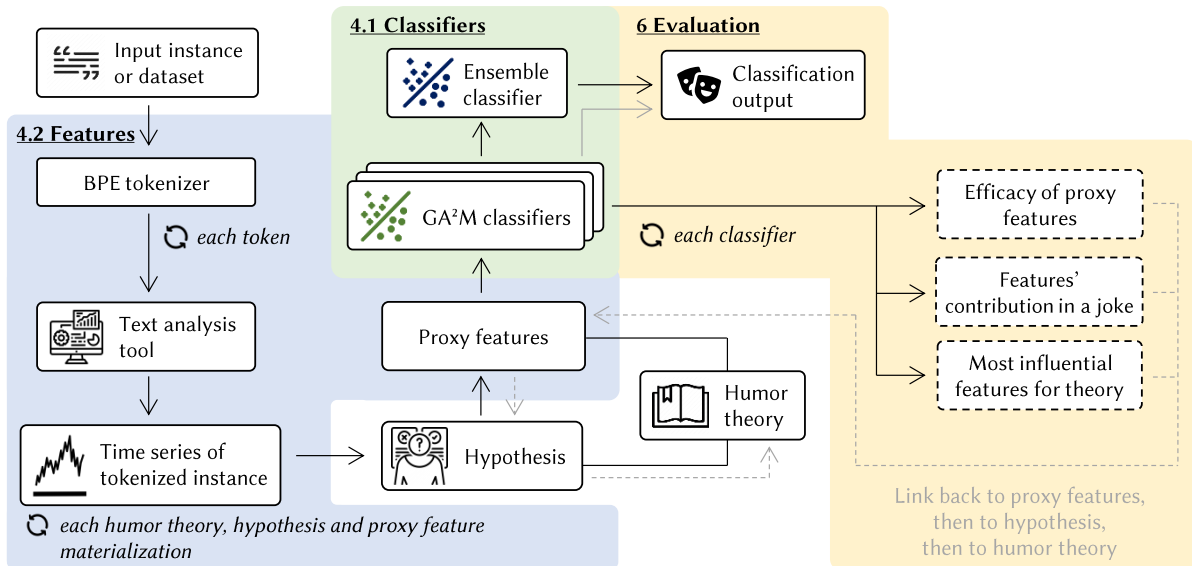 4.1 Classifiers
6 Evaluation
Input instance
or dataset
Ensemble
classifier
Classification
output
4.2 Features
BPE tokenizer
GA²M classifiers
Efficacy of proxy
features
each token
each classifier
Features’
contribution in a joke
Text analysis
tool
Proxy features
Most influential
features for theory
Humor
theory
Time series of
tokenized instance
Hypothesis
each humor theory, hypothesis and proxy feature
materialization
Link back to proxy features,
then to hypothesis,
then to humor theory